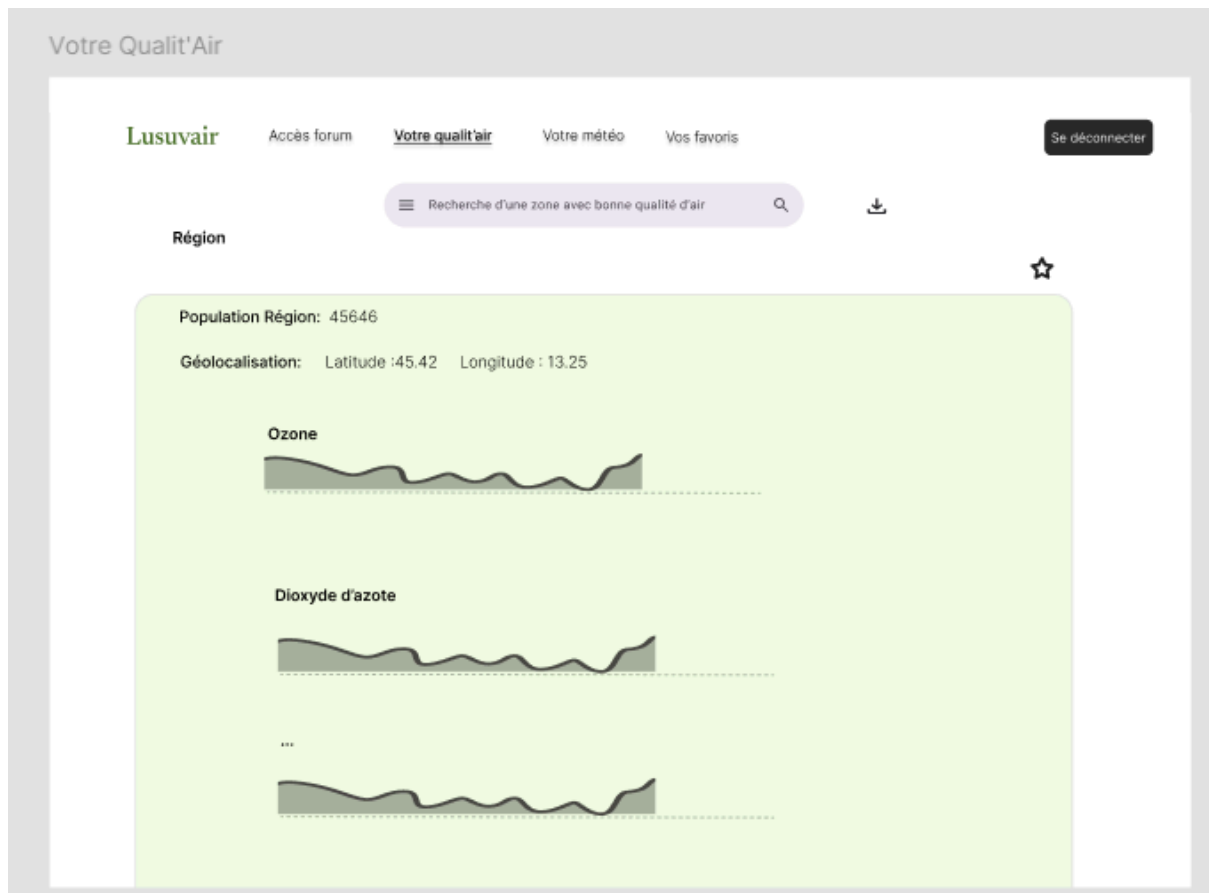 Votre Qualit'Air
Lusuvair Accès forum Votre qualit'air Votre météo Vos favoris Se déconnecter
Recherche d'une zone avec bonne qualité d'air
Région
Population Région: 45646
Géolocalisation: Latitude :45.42 Longitude : 13.25
Ozone
Dioxyde d'azote
...